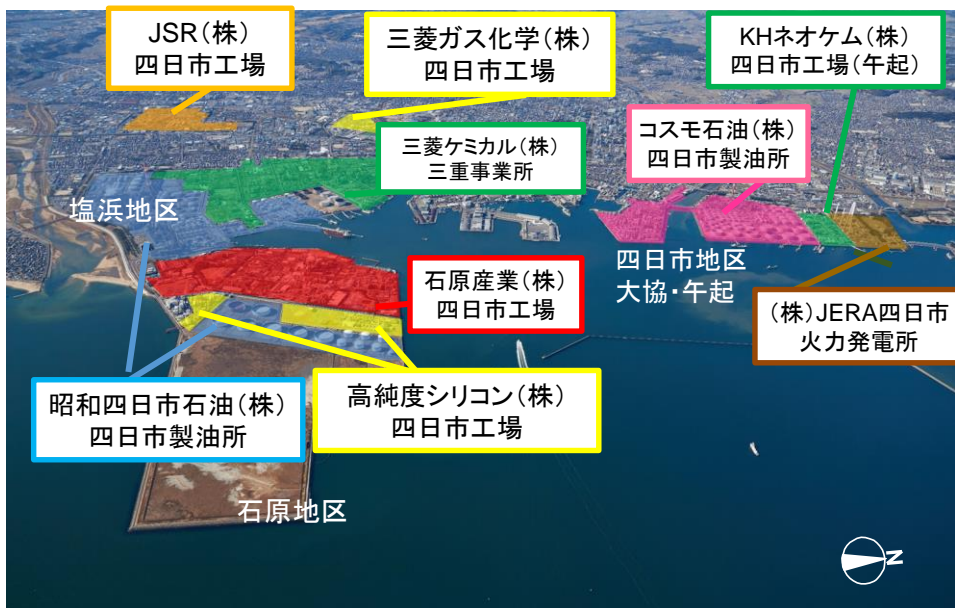 JSR（株）
四日市工場
三菱ガス化学（株）
四日市工場
KHネオケム（株）
四日市工場（午起）
三菱ケミカル（株）
三重事業所
コスモ石油（株）
四日市製油所
塩浜地区
四日市地区
大協・午起
石原産業（株）
四日市工場
（株）JERA四日市
火力発電所
昭和四日市石油（株）
四日市製油所
高純度シリコン（株）
四日市工場
石原地区
N